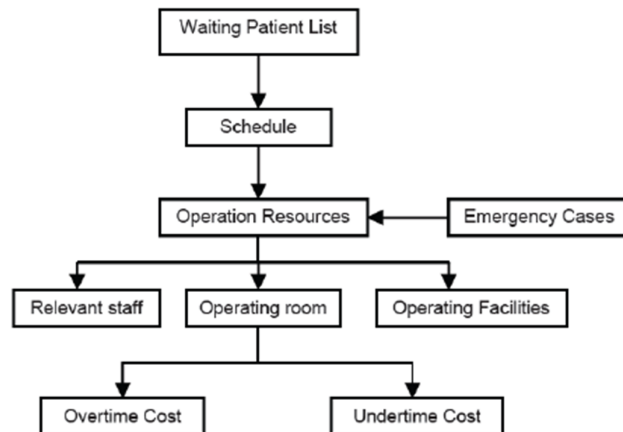 Waiting Patient List
Schedule
Operation Resources
Emergency Cases
Relevant staff
Operating room
Operating Facilities
Overtime Cost
Undertime Cost